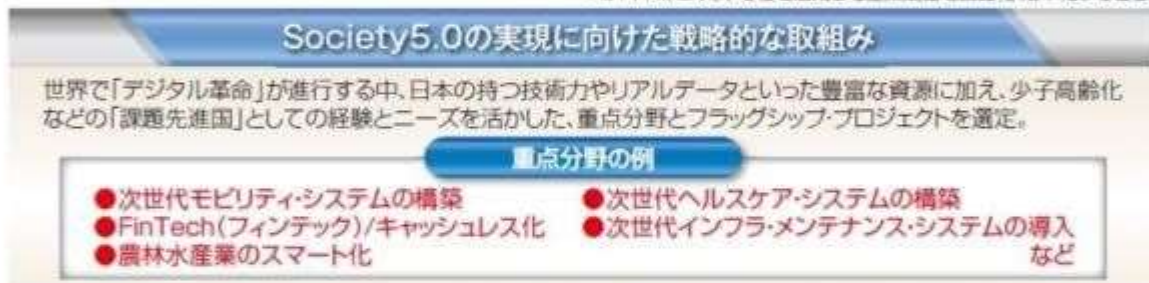 Society5.0の実現に向けた戦略的な取組み
世界で「デジタル革命」が進行する中、日本の持つ技術力やリアルデータといった豊富な資源に加え、少子高齢化
などの「課題先進国」としての経験とニーズを活かした、重点分野とフラッグシップ・プロジェクトを選定。
重点分野の例
●次世代モビリティ・システムの構築
●FinTech(フィンテック)/キャッシュレス化
●農林水産業のスマート化
●次世代ヘルスケア・システムの構築
●次世代インフラ・メンテナンス・システムの導入
など